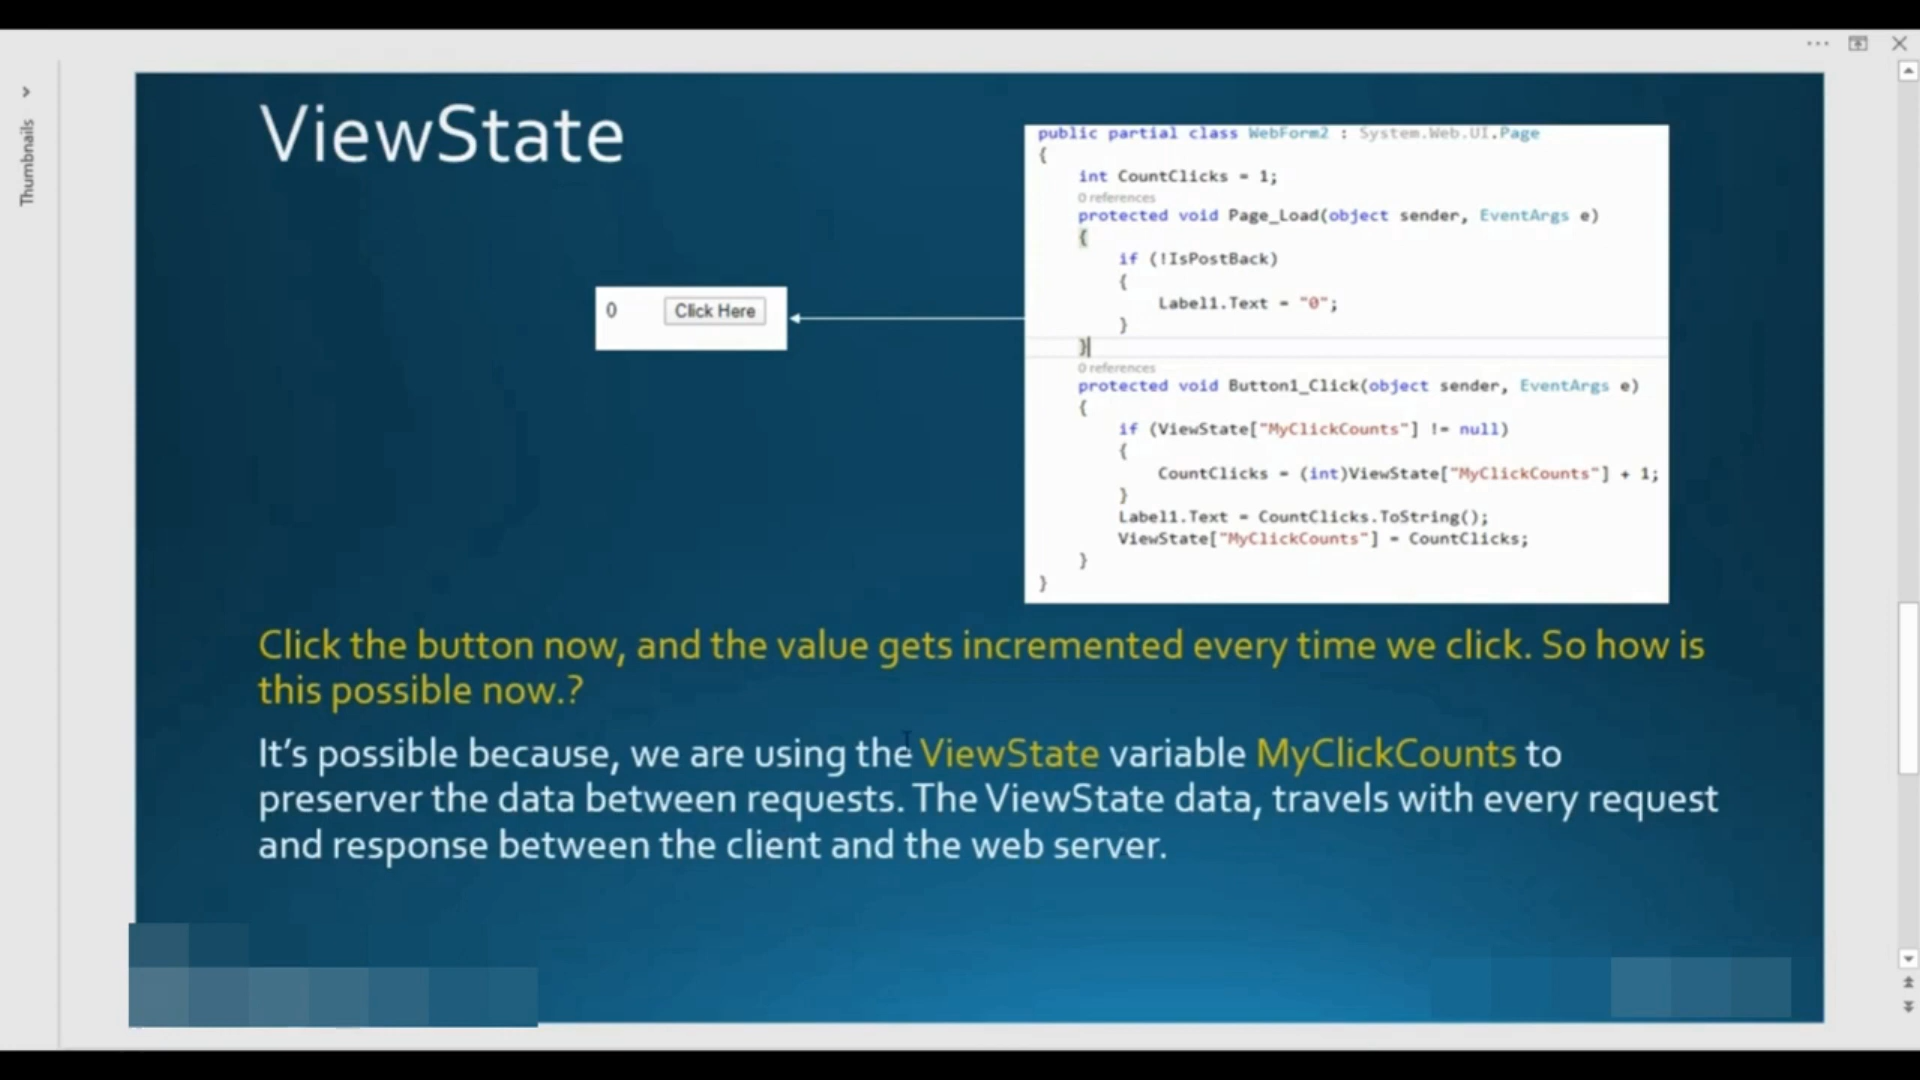 Thumbnails
ViewState
0 Click Here
public partial class WebForm2 : System.Web.UI.Page
{
int CountClicks = 1;
0 references
protected void Page_Load(object sender, EventArgs e)
{
if (!IsPostBack)
{
Label1.Text = "0";
}
}
0 references
protected void Button1_Click(object sender, EventArgs e)
{
if (ViewState["MyClickCounts"] != null)
{
CountClicks = (int)ViewState["MyClickCounts"] + 1;
}
Label1.Text = CountClicks.ToString();
ViewState["MyClickCounts"] = CountClicks;
}
}
Click the button now, and the value gets incremented every time we click. So how is
this possible now.?
It's possible because, we are using the ViewState variable MyClickCounts to
preserver the data between requests. The ViewState data, travels with every request
and response between the client and the web server.